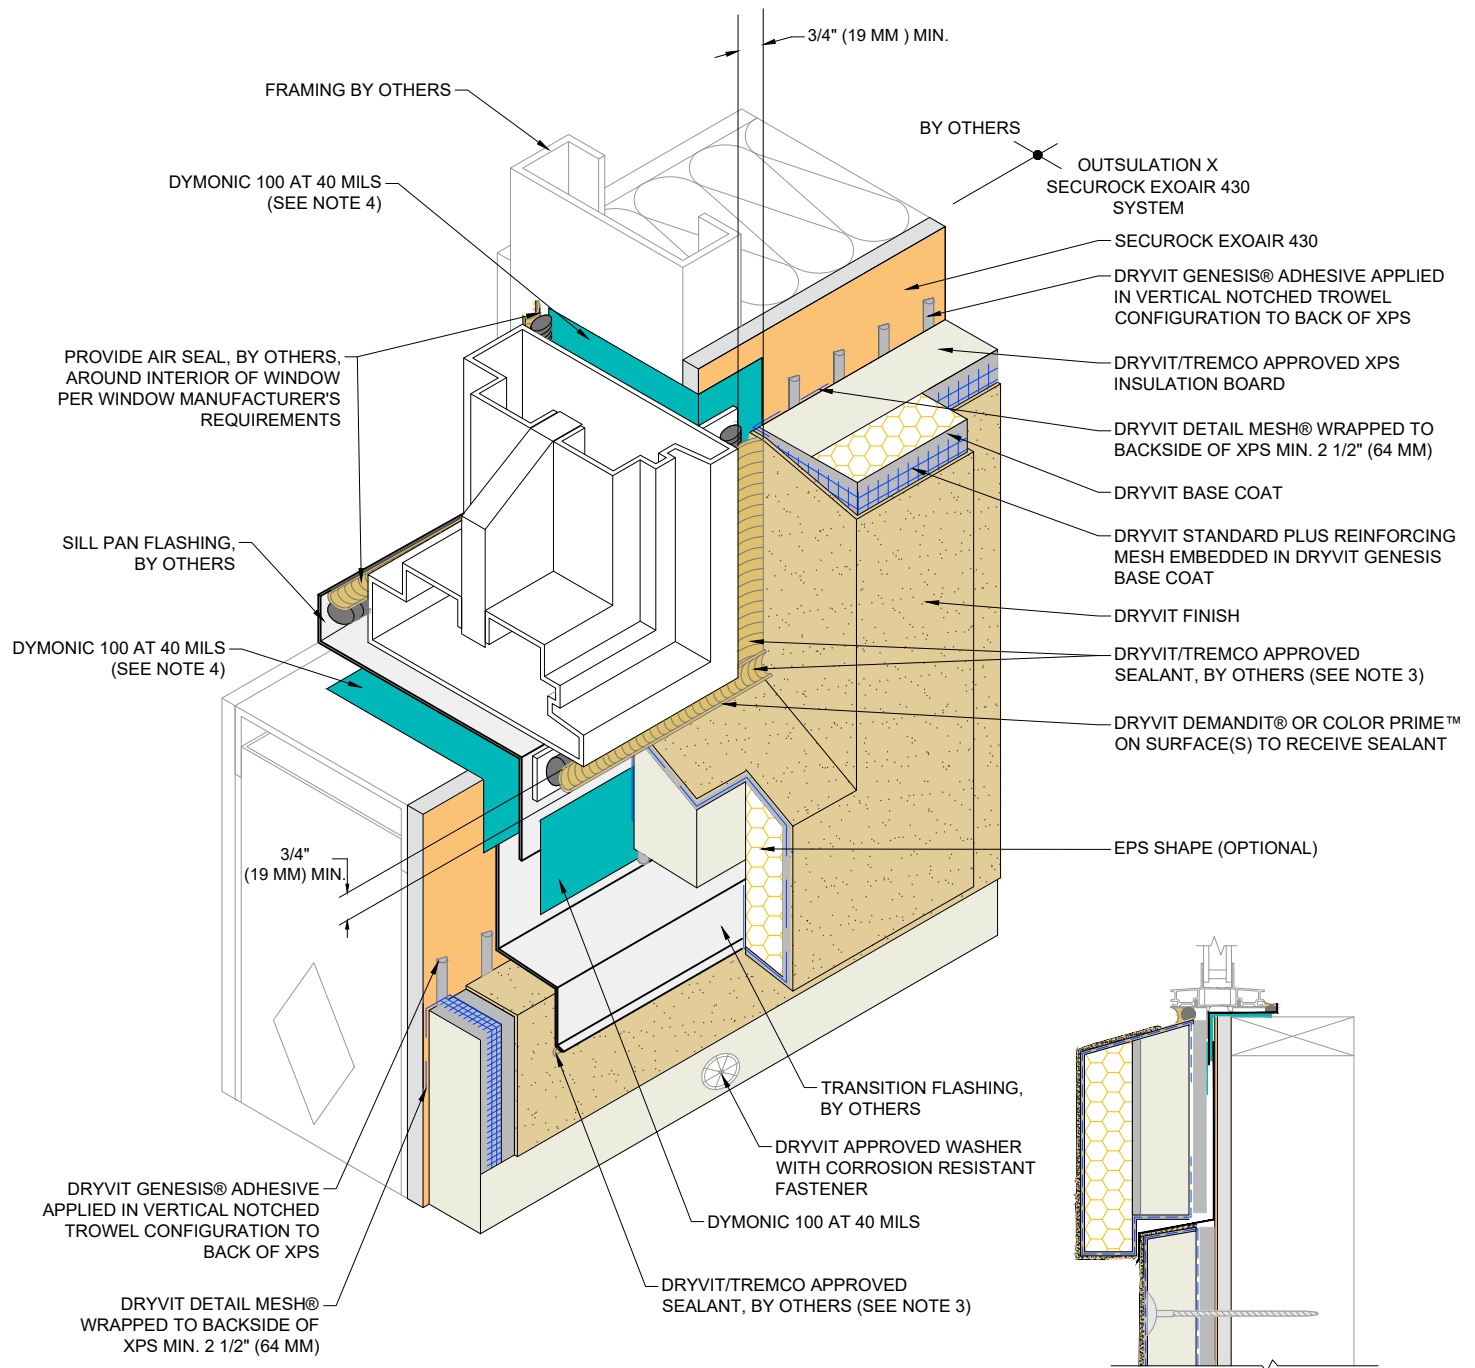 3/4" (19 MM ) MIN.
FRAMING BY OTHERS
BY OTHERS
OUTSULATION X
SECUROCK EXOAIR 430
SYSTEM
DYMONIC 100 AT 40 MILS
(SEE NOTE 4)
SECUROCK EXOAIR 430
DRYVIT GENESIS® ADHESIVE APPLIED
IN VERTICAL NOTCHED TROWEL
CONFIGURATION TO BACK OF XPS
PROVIDE AIR SEAL, BY OTHERS,
AROUND INTERIOR OF WINDOW
PER WINDOW MANUFACTURER'S
REQUIREMENTS
DRYVIT/TREMCO APPROVED XPS
INSULATION BOARD
DRYVIT DETAIL MESH® WRAPPED TO
BACKSIDE OF XPS MIN. 2 1/2" (64 MM)
DRYVIT BASE COAT
SILL PAN FLASHING,
BY OTHERS
DRYVIT STANDARD PLUS REINFORCING
MESH EMBEDDED IN DRYVIT GENESIS
BASE COAT
DRYVIT FINISH
DYMONIC 100 AT 40 MILS
(SEE NOTE 4)
DRYVIT/TREMCO APPROVED
SEALANT, BY OTHERS (SEE NOTE 3)
DRYVIT DEMANDIT® OR COLOR PRIME™
ON SURFACE(S) TO RECEIVE SEALANT
3/4"
(19 MM) MIN.
EPS SHAPE (OPTIONAL)
TRANSITION FLASHING,
BY OTHERS
DRYVIT APPROVED WASHER
WITH CORROSION RESISTANT
FASTENER
DRYVIT GENESIS® ADHESIVE
APPLIED IN VERTICAL NOTCHED
TROWEL CONFIGURATION TO
BACK OF XPS
DYMONIC 100 AT 40 MILS
DRYVIT/TREMCO APPROVED
SEALANT, BY OTHERS (SEE NOTE 3)
DRYVIT DETAIL MESH®
WRAPPED TO BACKSIDE OF
XPS MIN. 2 1/2" (64 MM)